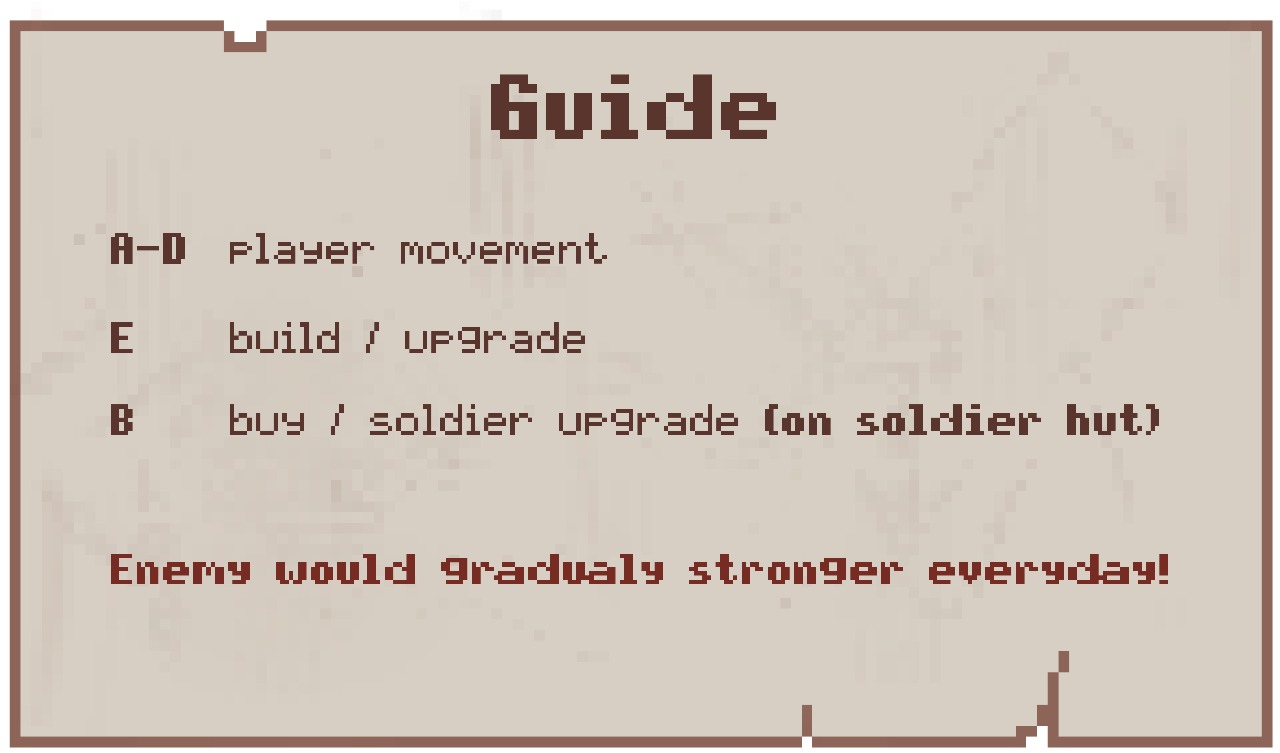 Guide
A-D player movement
E build / upgrade
B buy / soldier upgrade (on soldier hut)
Enemy would gradualy stronger everyday!